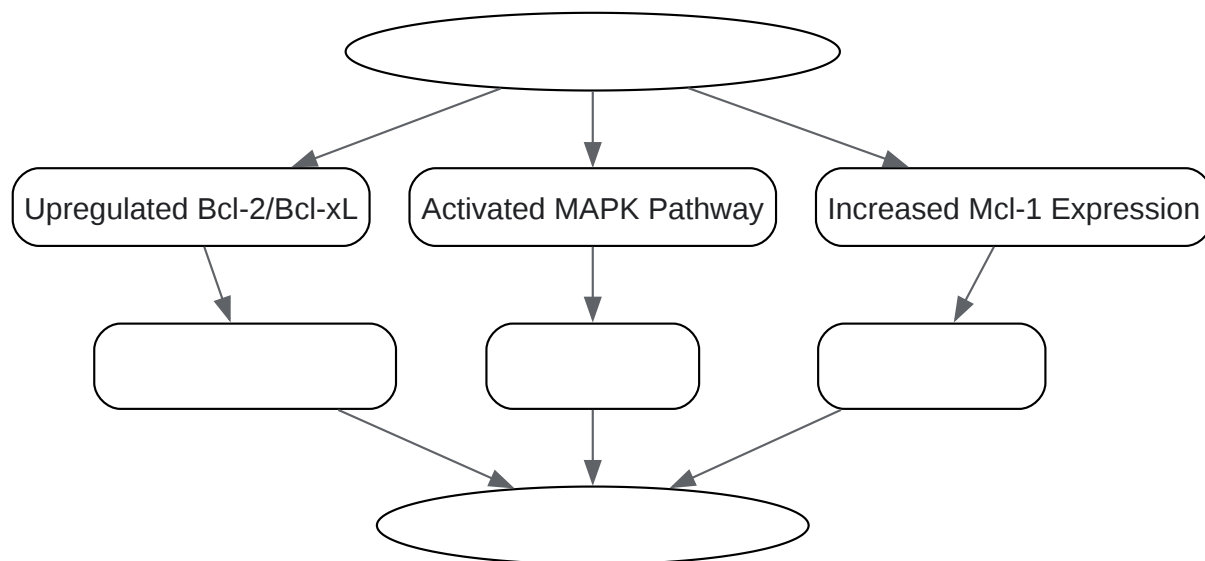 Upregulated Bcl-2/Bcl-xL
Activated MAPK Pathway
Increased Mcl-1 Expression